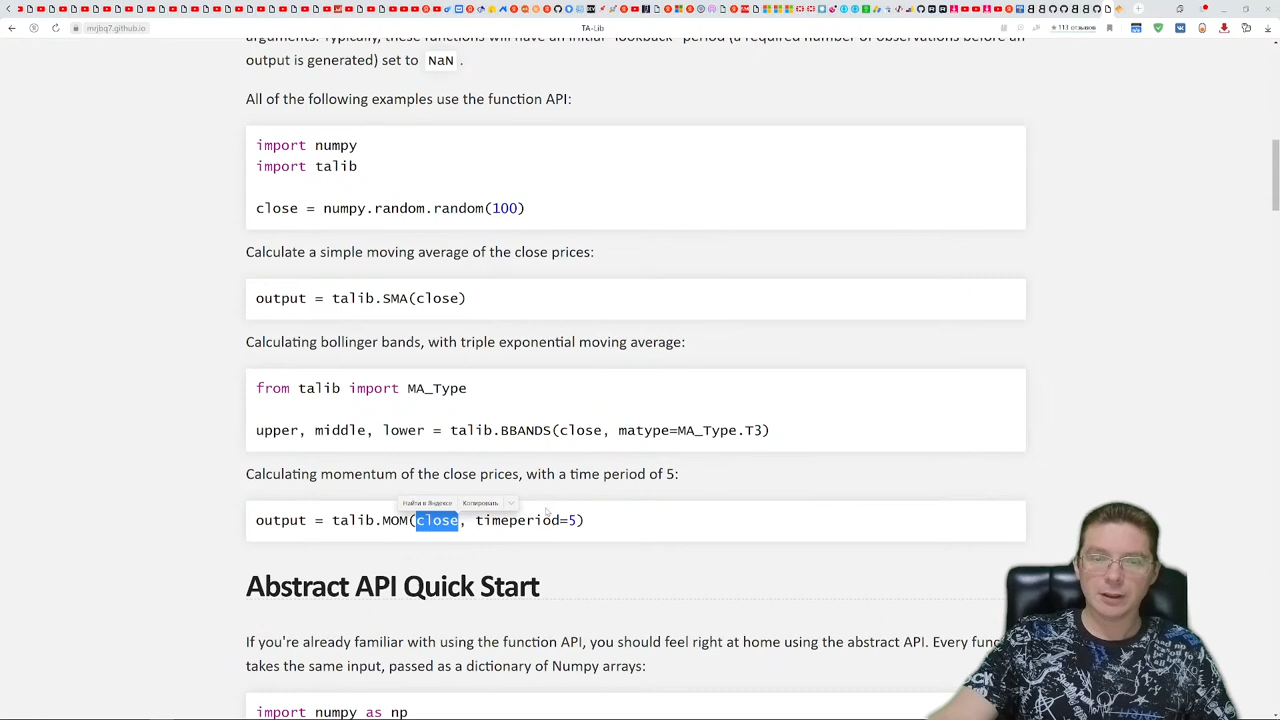 mrjbq7.github.io
TA-Lib
113 отзывов
arguments. Typically, these functions will have an initial "lookback" period (a required number of observations before an
output is generated) set to NaN .
All of the following examples use the function API:
import numpy
import talib
close = numpy.random.random(100)
Calculate a simple moving average of the close prices:
output = talib.SMA(close)
Calculating bollinger bands, with triple exponential moving average:
from talib import MA_Type
upper, middle, lower = talib.BBANDS(close, matype=MA_Type.T3)
Calculating momentum of the close prices, with a time period of 5:
Найти в Яндексе Копировать
output = talib.MOM(close, timeperiod=5)
Abstract API Quick Start
If you're already familiar with using the function API, you should feel right at home using the abstract API. Every func
takes the same input, passed as a dictionary of Numpy arrays:
import numpy as np